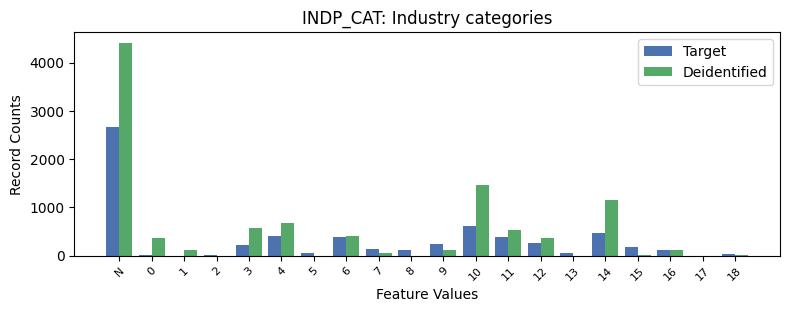 INDP_CAT: Industry categories
Target
Deidentified
Record Counts
4000
3000
2000
1000
0
N 0 1 2 3 4 5 6 7 8 9 10 11 12 13 14 15 16 17 18
Feature Values